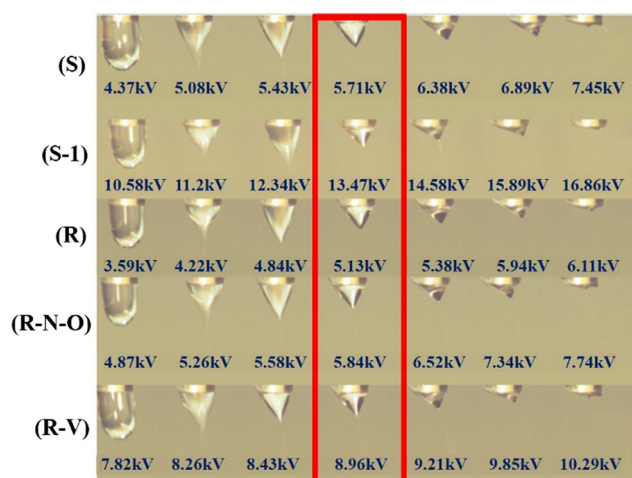 (S) 4.37kV 5.08kV 5.43kV 5.71kV 6.38kV 6.89kV 7.45kV
(S-1) 10.58kV 11.2kV 12.34kV 13.47kV 14.58kV 15.89kV 16.86kV
(R) 3.59kV 4.22kV 4.84kV 5.13kV 5.38kV 5.94kV 6.11kV
(R-N-O) 4.87kV 5.26kV 5.58kV 5.84kV 6.52kV 7.34kV 7.74kV
(R-V) 7.82kV 8.26kV 8.43kV 8.96kV 9.21kV 9.85kV 10.29kV